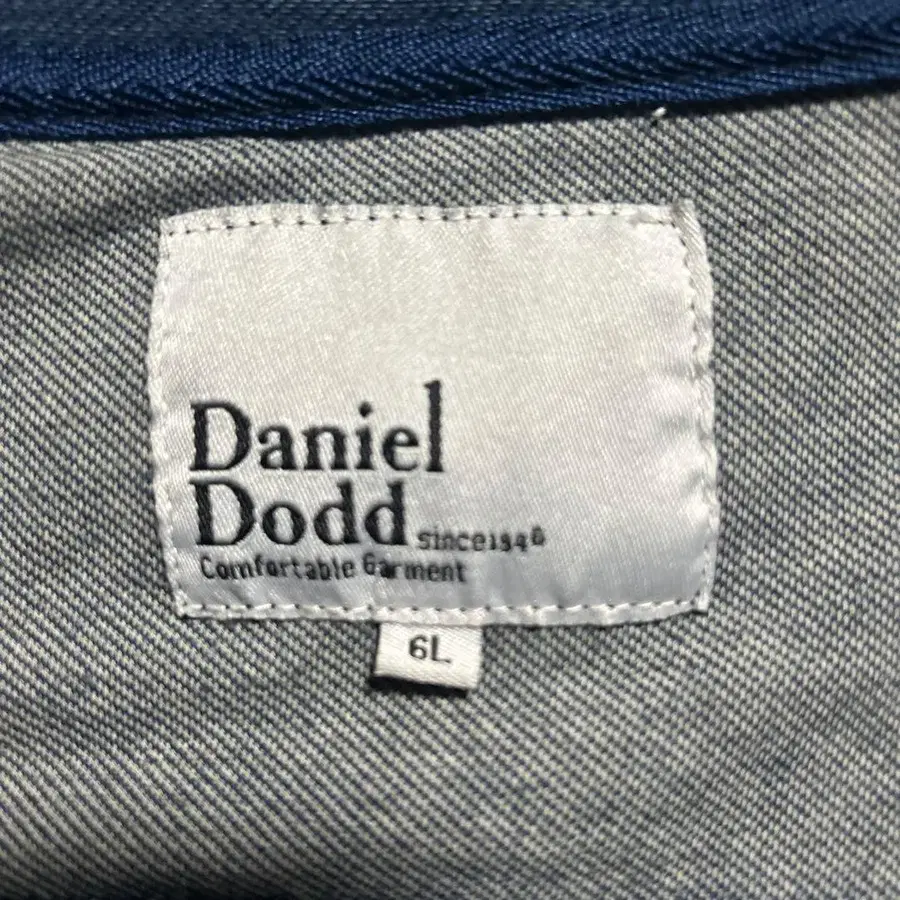 Daniel
Dodd since1946
Comfortable Garment
6L